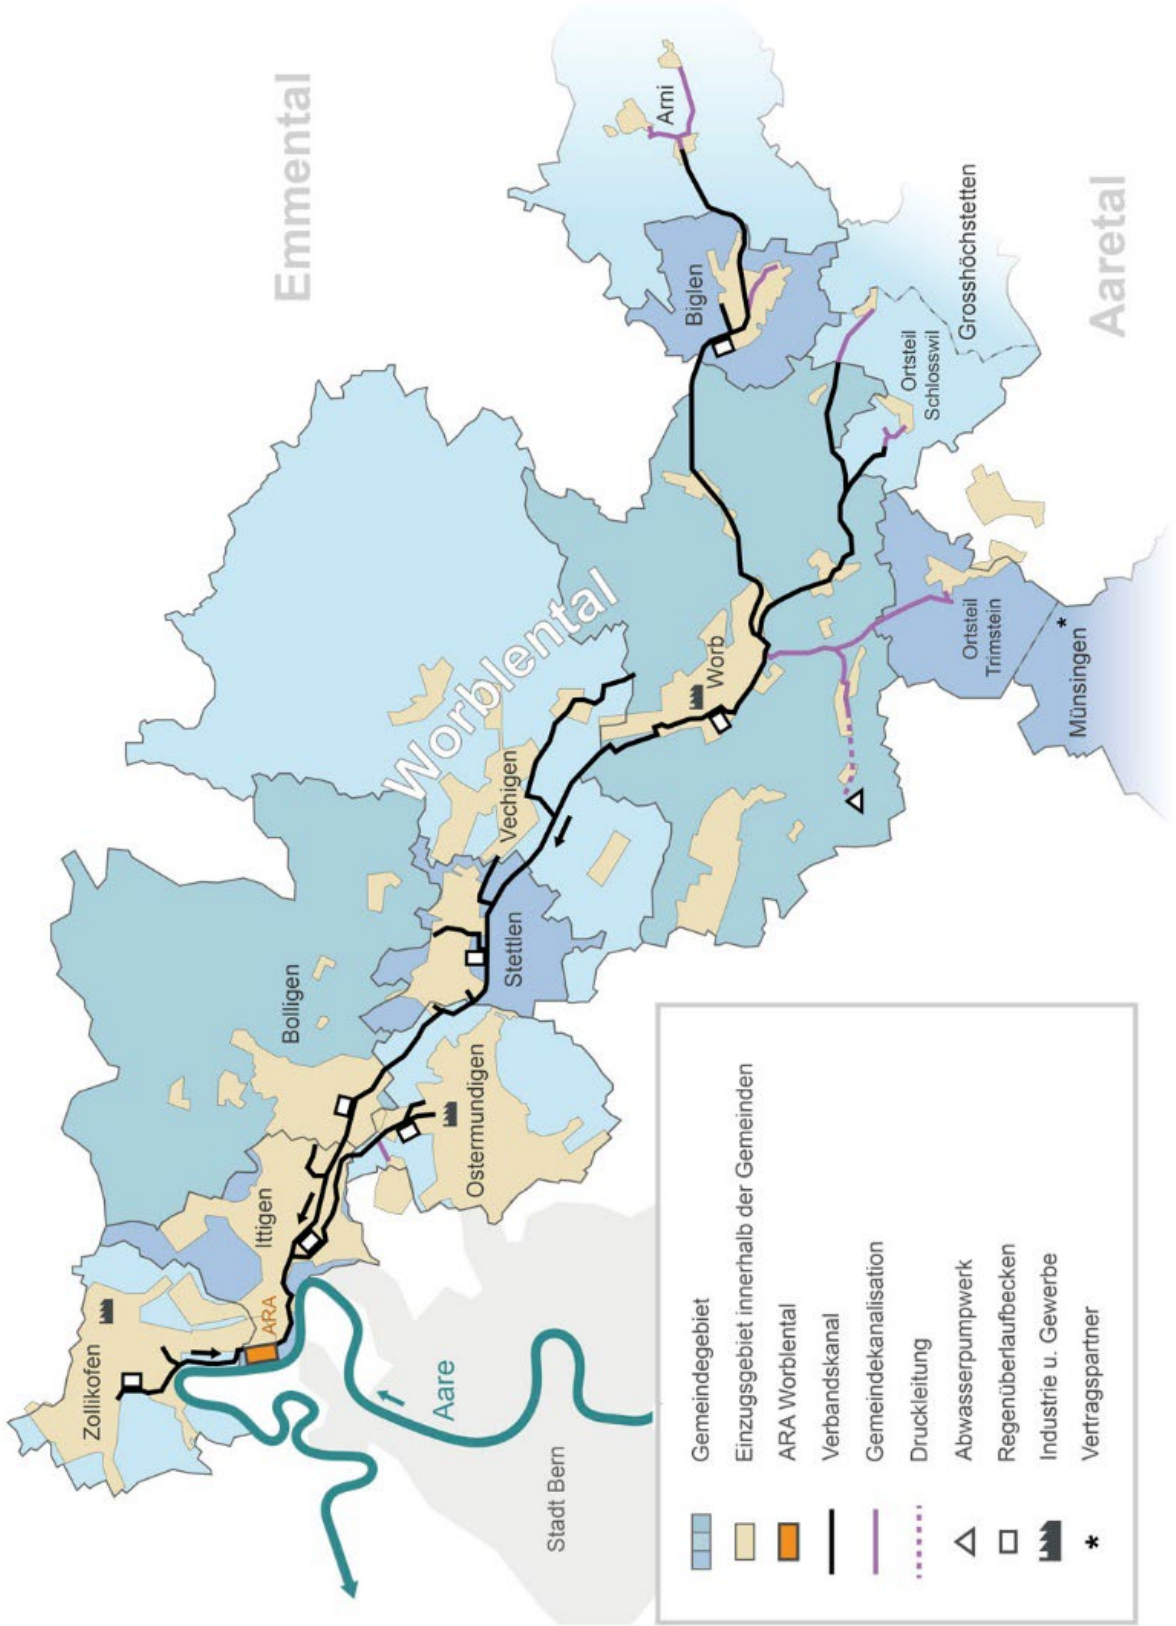 Emmental
Aaretal
Worblental
Arni
Biglen
Grosshöchstetten
Ortsteil
Schlosswil
Worb
Ortsteil
Trimstein
Münsingen
*
Vechigen
Stettlen
Bolligen
Ostermundigen
Ittigen
ARA
Zollikofen
Aare
Stadt Bern
Gemeindegebiet
Einzugsgebiet innerhalb der Gemeinden
ARA Worblental
Verbandskanal
Gemeindekanalisation
Druckleitung
Abwasserpumpwerk
Regenüberlaufbecken
Industrie u. Gewerbe
* Vertragspartner